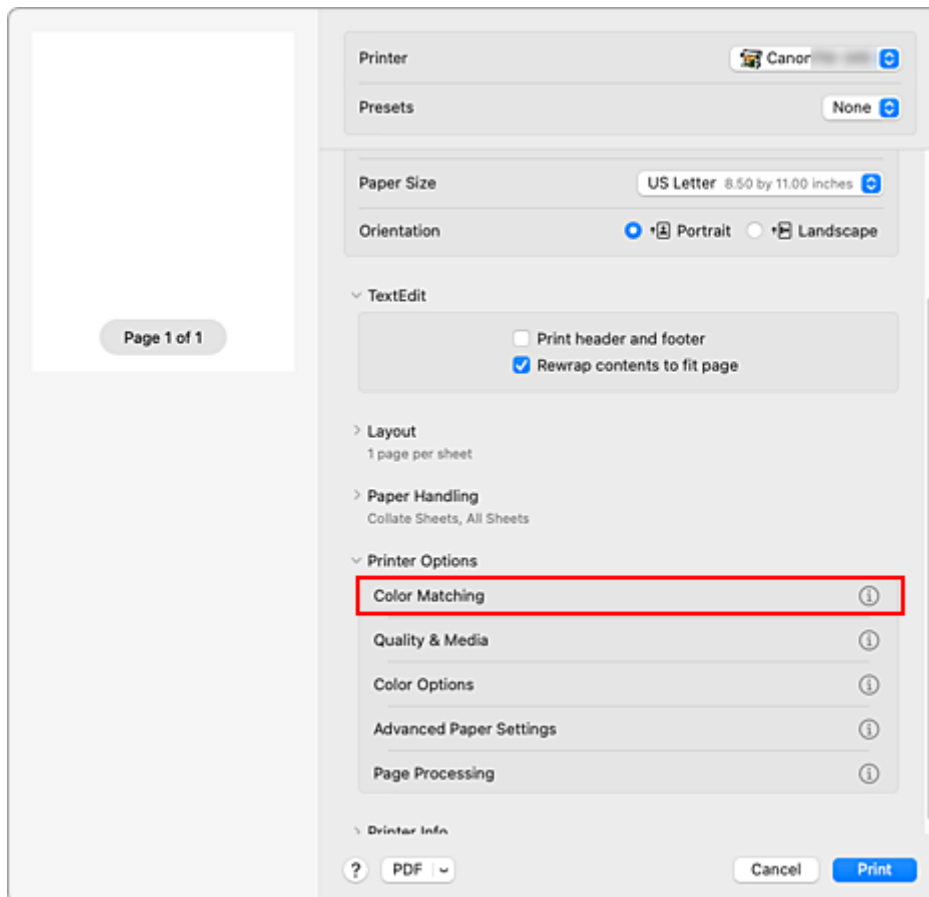 Printer Canon
Presets None
Paper Size US Letter 8.50 by 11.00 inches
Orientation Portrait Landscape
TextEdit
Print header and footer
Page 1 of 1
Rewrap contents to fit page
Layout
1 page per sheet
Paper Handling
Collate Sheets, All Sheets
Printer Options
Color Matching
Quality & Media
Color Options
Advanced Paper Settings
Page Processing
Printer Info
? PDF Cancel Print